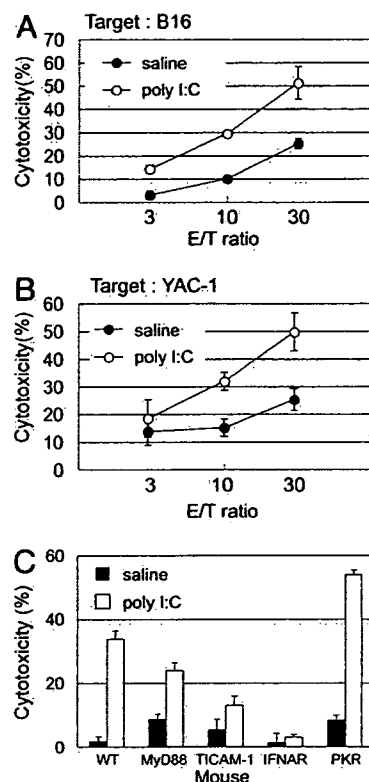 A Target : B16
Cytotoxicity(%)
70
60
50
40
30
20
10
0
saline
poly I:C
3 10 30
E/T ratio
B Target : YAC-1
Cytotoxicity(%)
60
50
40
30
20
10
0
saline
poly I:C
3 10 30
E/T ratio
C
Cytotoxicity (%)
60
40
20
0
saline
poly I:C
WT MyD88 TICAM-1 IFNAR PKR
Mouse